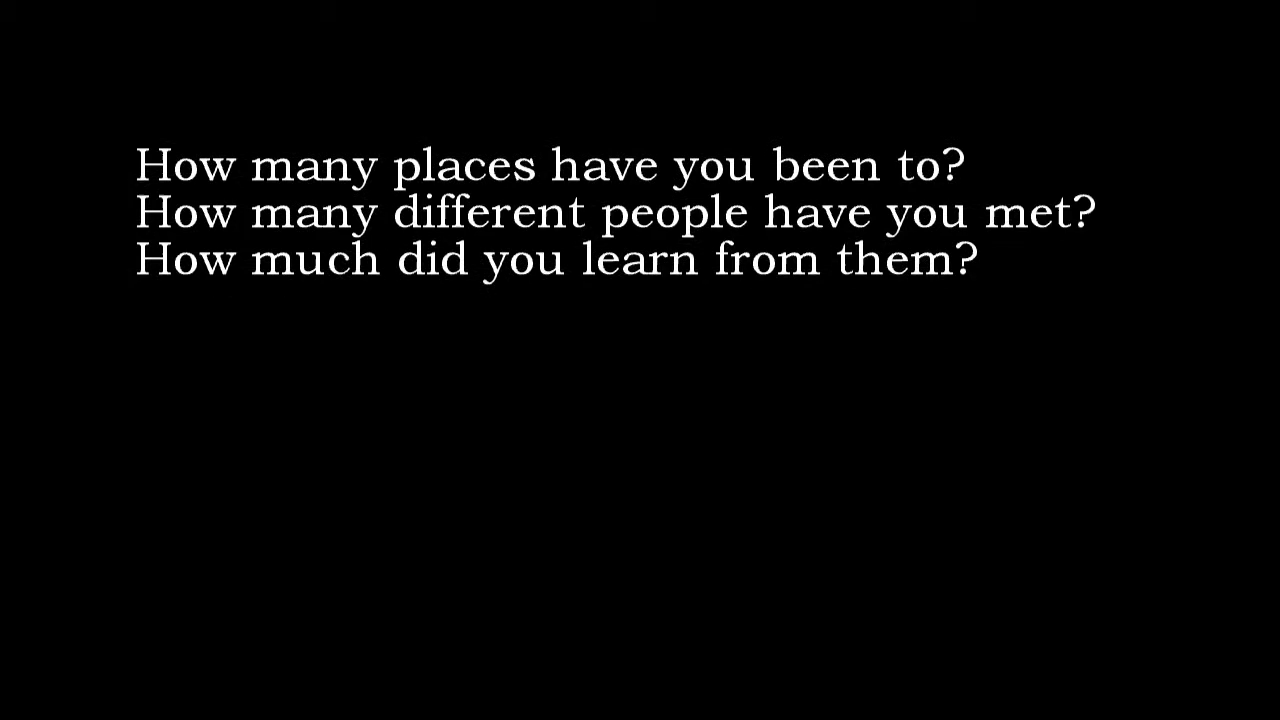 How many places have you been to?
How many different people have you met?
How much did you learn from them?